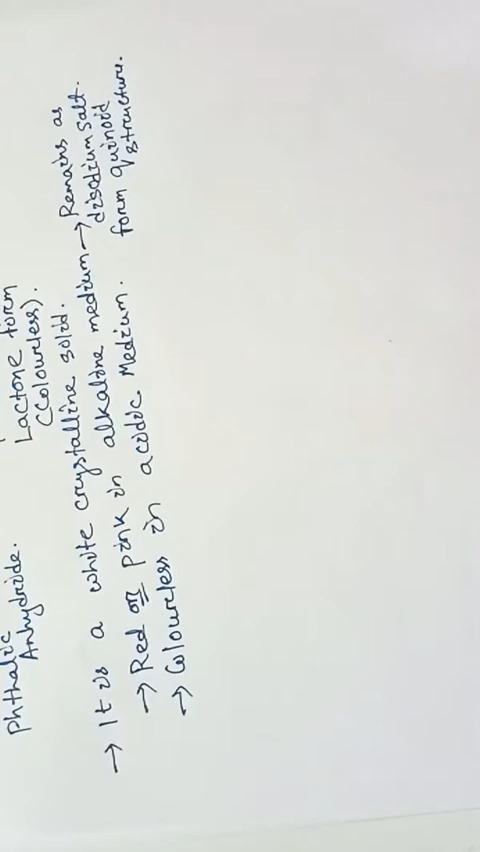 Phthalic
Anhydride.
Lactone form
(Colourless).
→ It is a white crystalline solid.
→ Red or pink in alkaline medium → Remains as
disodium salt.
form quinoid
structure.
→ Colourless in acidic Medium.